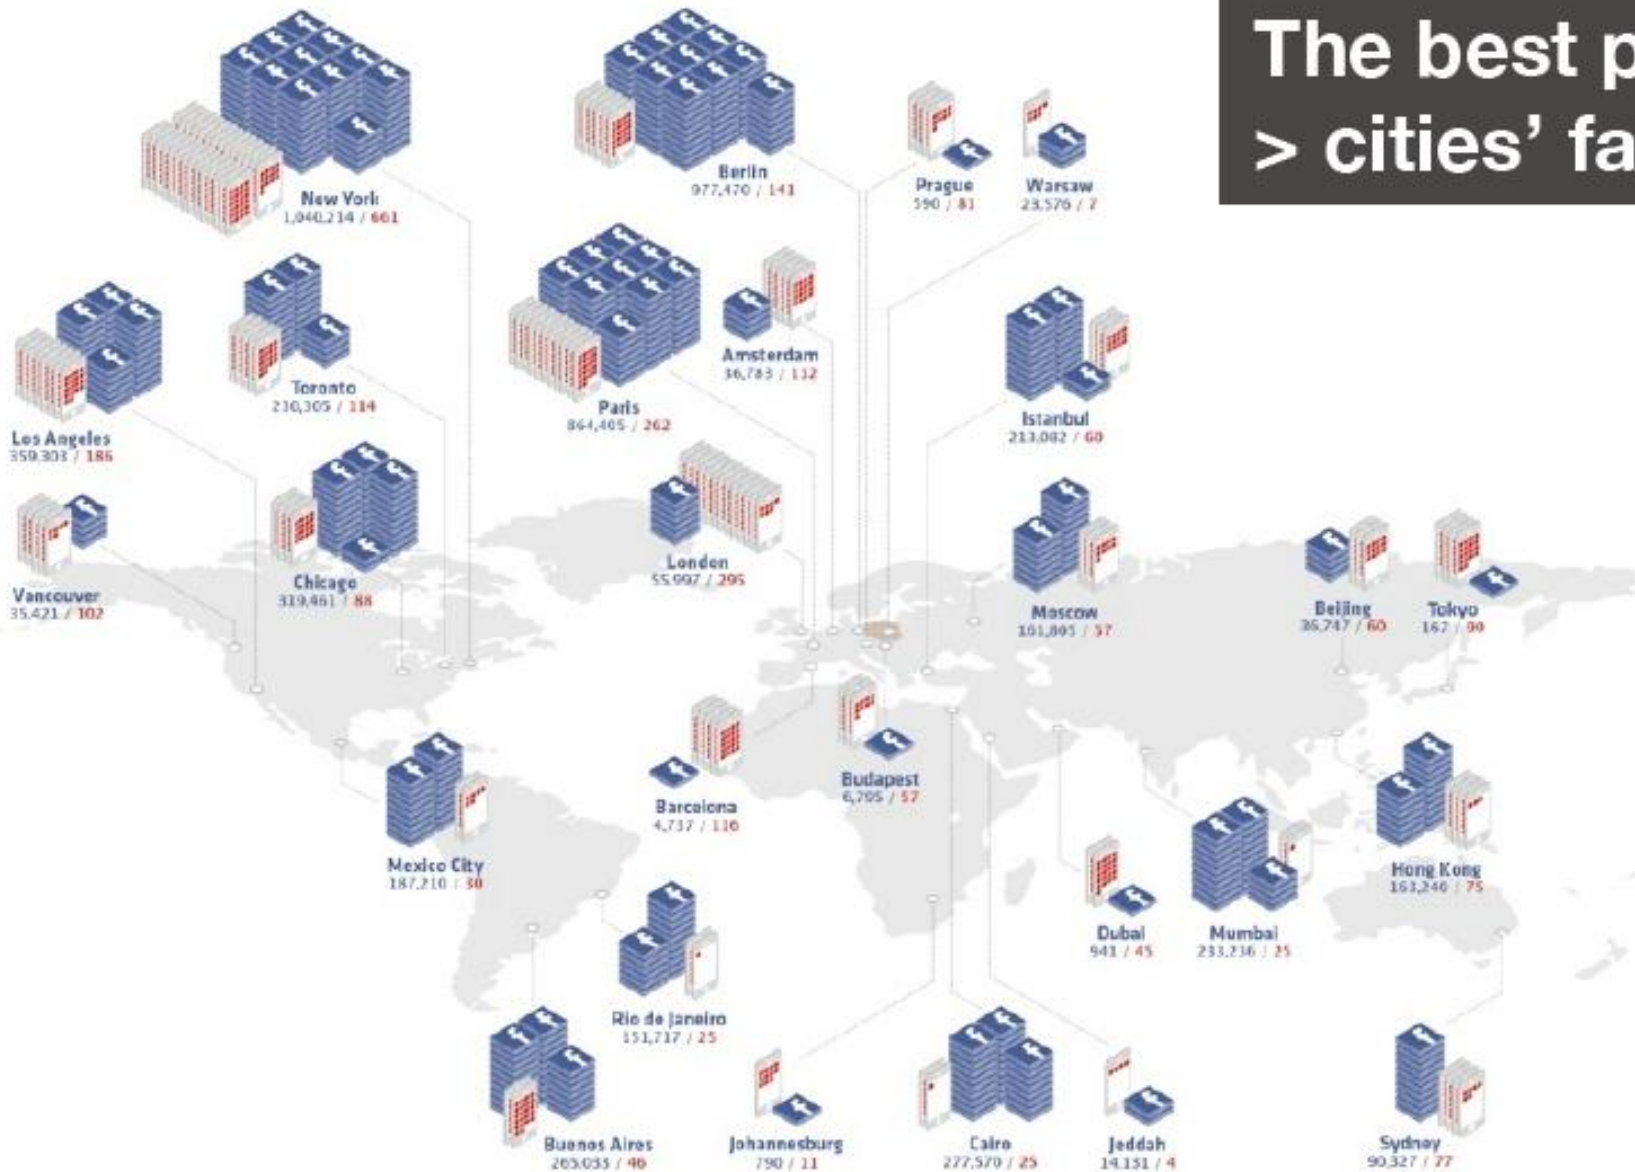 The best p
> cities' fa
New York
1,040,214 / 661
Berlin
977,470 / 141
Prague
590 / 81
Warsaw
23,576 / 7
Toronto
230,305 / 114
Paris
864,405 / 262
Amsterdam
36,783 / 112
Istanbul
213,082 / 60
Los Angeles
359,303 / 186
Vancouver
35,421 / 102
Chicago
319,461 / 88
London
55,997 / 295
Moscow
161,805 / 57
Beijing
36,747 / 60
Tokyo
167 / 90
Mexico City
187,210 / 30
Barcelona
4,737 / 116
Budapest
6,795 / 57
Dubai
941 / 45
Mumbai
233,236 / 25
Hong Kong
163,240 / 75
Rio de Janeiro
151,717 / 25
Buenos Aires
265,033 / 46
Johannesburg
790 / 11
Cairo
277,570 / 25
Jeddah
14,131 / 4
Sydney
90,327 / 77